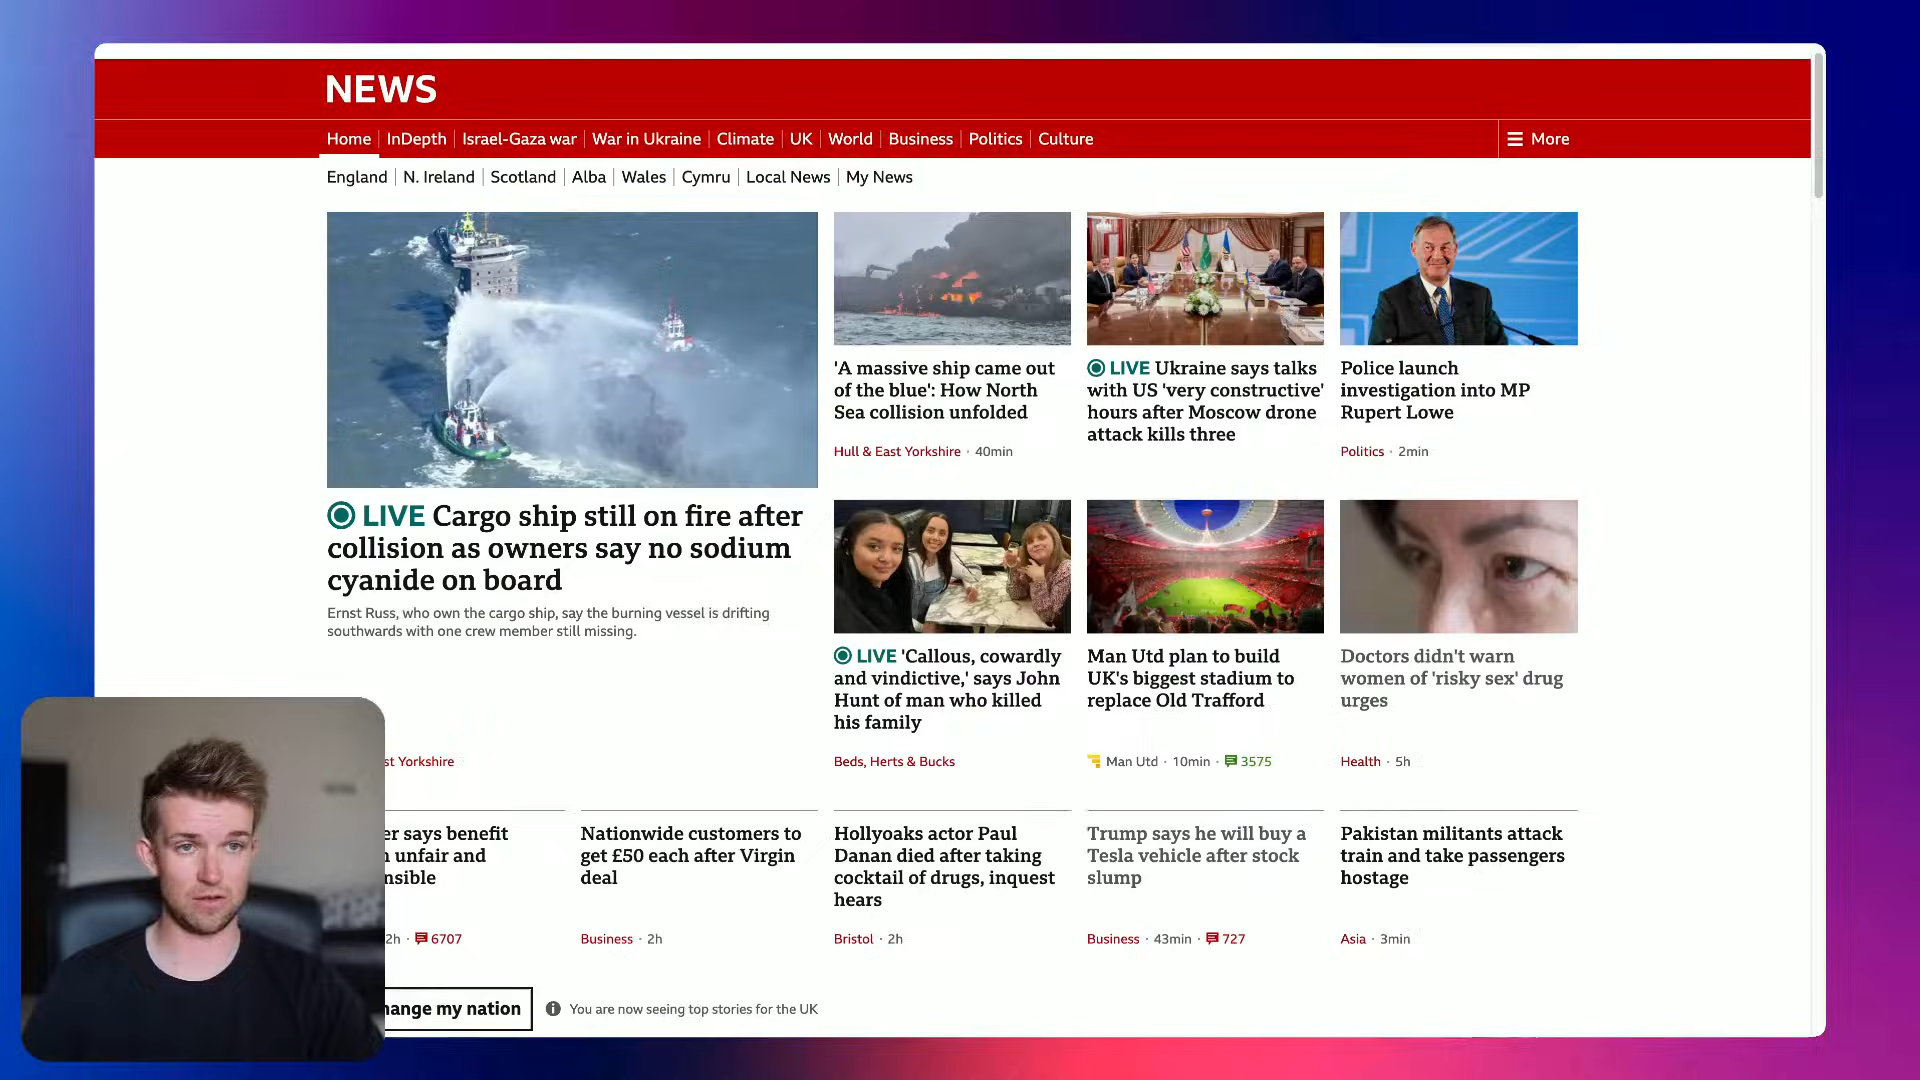 NEWS
Home
InDepth
Israel-Gaza war
War in Ukraine
Climate
UK
World
Business
Politics
Culture
More
England
N. Ireland
Scotland
Alba
Wales
Cymru
Local News
My News
LIVE Cargo ship still on fire after
collision as owners say no sodium
cyanide on board
Ernst Russ, who own the cargo ship, say the burning vessel is drifting
southwards with one crew member still missing.
st Yorkshire
'A massive ship came out
of the blue': How North
Sea collision unfolded
Hull & East Yorkshire · 40min
LIVE Ukraine says talks
with US 'very constructive'
hours after Moscow drone
attack kills three
Police launch
investigation into MP
Rupert Lowe
Politics · 2min
LIVE 'Callous, cowardly
and vindictive,' says John
Hunt of man who killed
his family
Beds, Herts & Bucks
Man Utd plan to build
UK's biggest stadium to
replace Old Trafford
Man Utd · 10min · 3575
Doctors didn't warn
women of 'risky sex' drug
urges
Health · 5h
er says benefit
unfair and
nsible
2h · 6707
Nationwide customers to
get £50 each after Virgin
deal
Business · 2h
Hollyoaks actor Paul
Danan died after taking
cocktail of drugs, inquest
hears
Bristol · 2h
Trump says he will buy a
Tesla vehicle after stock
slump
Business · 43min · 727
Pakistan militants attack
train and take passengers
hostage
Asia · 3min
hange my nation
You are now seeing top stories for the UK